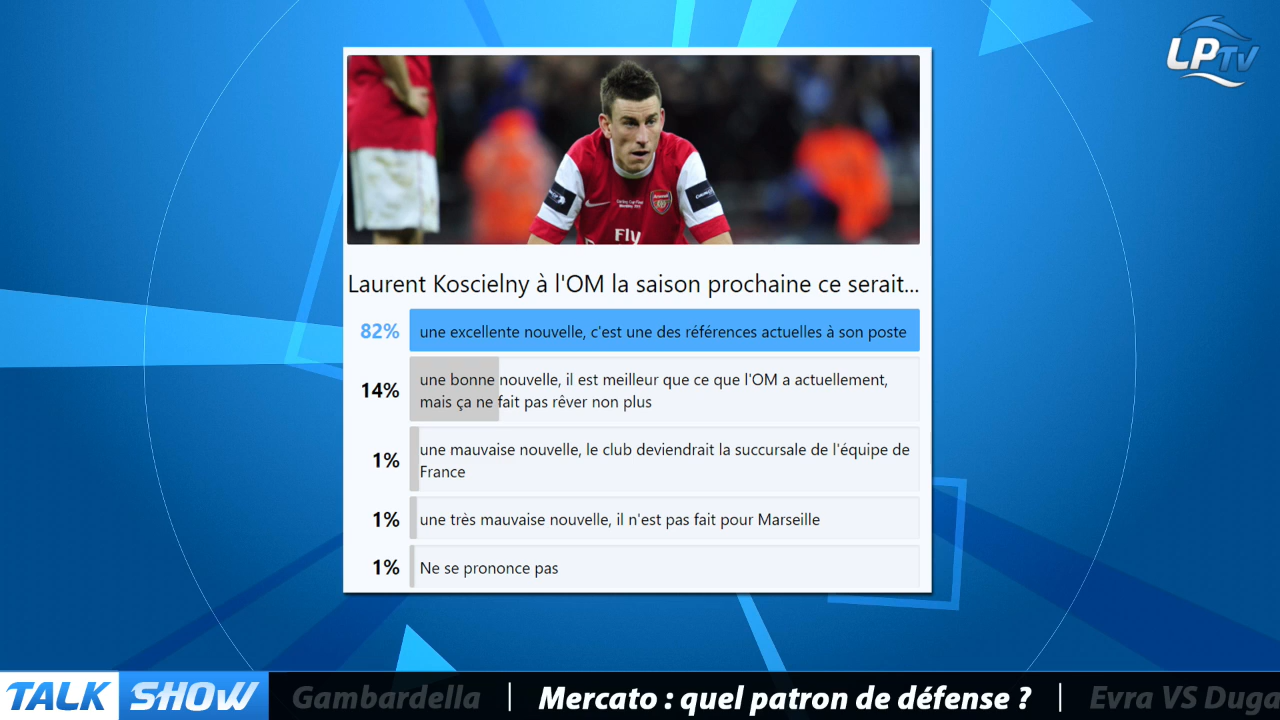 LPTV
FLY
Laurent Koscielny à l'OM la saison prochaine ce serait...
82% une excellente nouvelle, c'est une des références actuelles à son poste
14% une bonne nouvelle, il est meilleur que ce que l'OM a actuellement,
mais ça ne fait pas rêver non plus
1% une mauvaise nouvelle, le club deviendrait la succursale de l'équipe de
France
1% une très mauvaise nouvelle, il n'est pas fait pour Marseille
1% Ne se prononce pas
TALK SHOW Gambardella | Mercato : quel patron de défense ? | Evra VS Duga